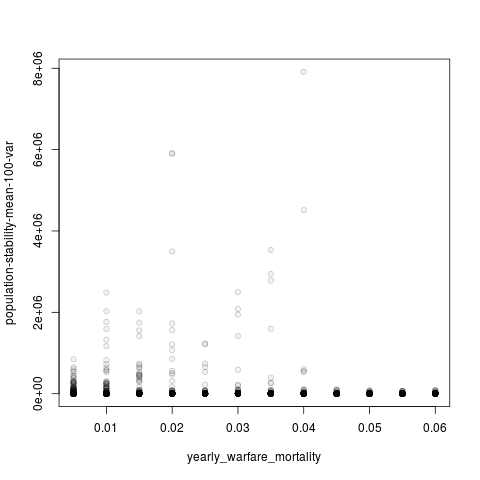 8e+06
6e+06
4e+06
2e+06
0e+00
population-stability-mean-100-var
0.01 0.02 0.03 0.04 0.05 0.06
yearly_warfare_mortality